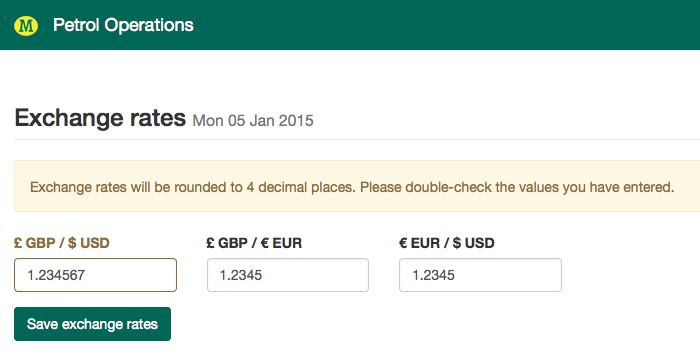 M Petrol Operations
Exchange rates Mon 05 Jan 2015
Exchange rates will be rounded to 4 decimal places. Please double-check the values you have entered.
£ GBP / $ USD £ GBP / € EUR € EUR / $ USD
1.234567 1.2345 1.2345
Save exchange rates